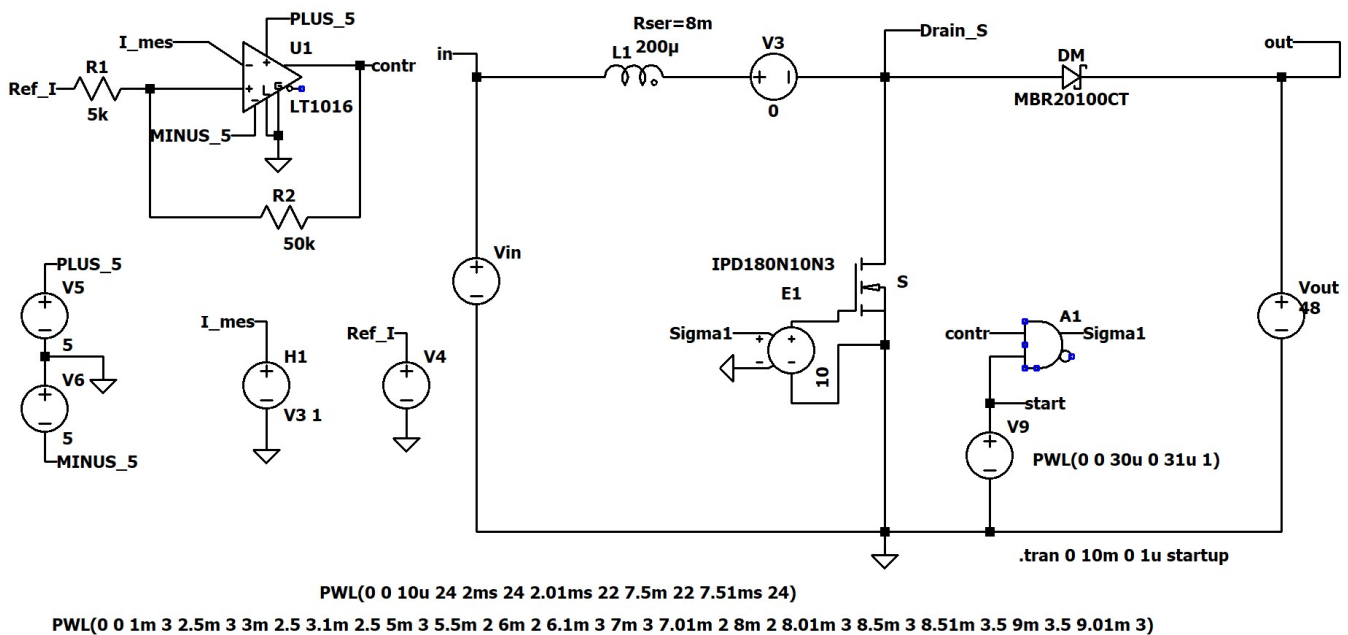 PLUS_5
I_mes
U1
Ref_I
R1
5k
contr
LT1016
MINUS_5
R2
50k
in
Rser=8m
L1
200µ
V3
0
Drain_S
DM
MBR20100CT
out
PLUS_5
V5
5
V6
5
MINUS_5
I_mes
H1
V3 1
Ref_I
V4
Vin
IPD180N10N3
E1
S
Sigma1
10
contr
A1
Sigma1
start
V9
PWL(0 0 30u 0 31u 1)
Vout
48
.tran 0 10m 0 1u startup
PWL(0 0 10u 24 2ms 24 2.01ms 22 7.5m 22 7.51ms 24)
PWL(0 0 1m 3 2.5m 3 3m 2.5 3.1m 2.5 5m 3 5.5m 2 6m 2 6.1m 3 7m 3 7.01m 2 8m 2 8.01m 3 8.5m 3 8.51m 3.5 9m 3.5 9.01m 3)